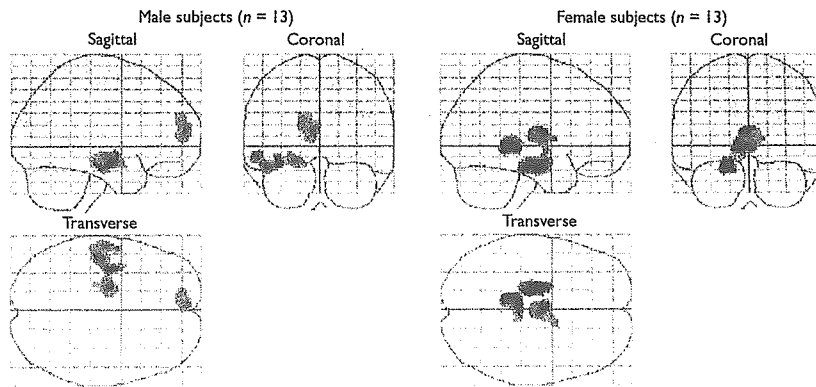 Male subjects (n = 13)
Sagittal
Coronal
Transverse
Female subjects (n = 13)
Sagittal
Coronal
Transverse